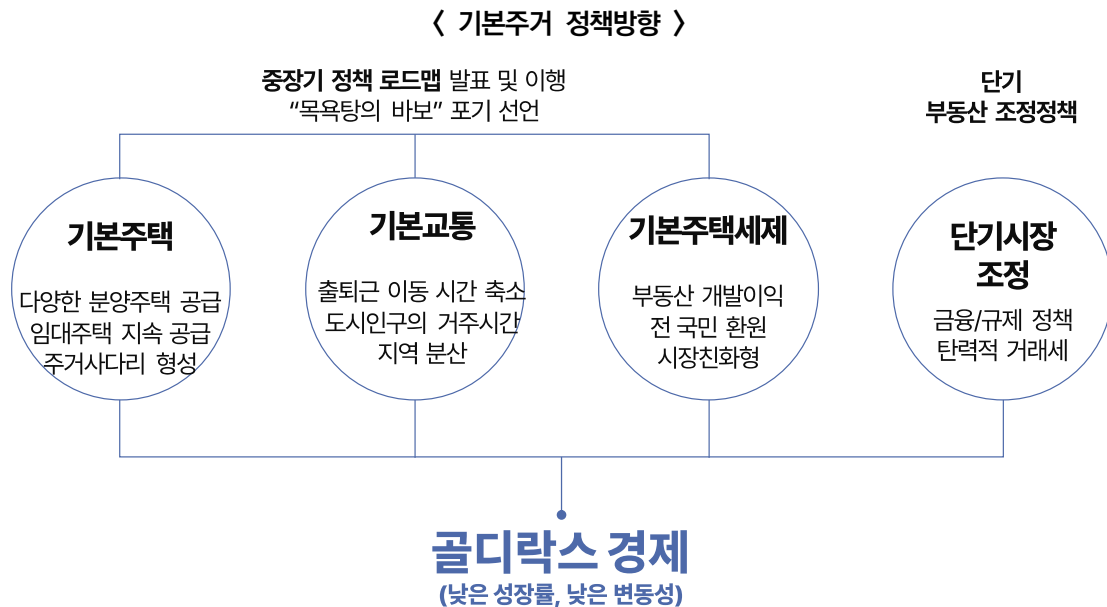 〈 기본주거 정책방향 〉
중장기 정책 로드맵 발표 및 이행
“목욕탕의 바보” 포기 선언
단기
부동산 조정정책
기본주택
다양한 분양주택 공급
임대주택 지속 공급
주거사다리 형성
기본교통
출퇴근 이동 시간 축소
도시인구의 거주시간
지역 분산
기본주택세제
부동산 개발이익
전 국민 환원
시장친화형
단기시장
조정
금융/규제 정책
탄력적 거래세
골디락스 경제
(낮은 성장률, 낮은 변동성)